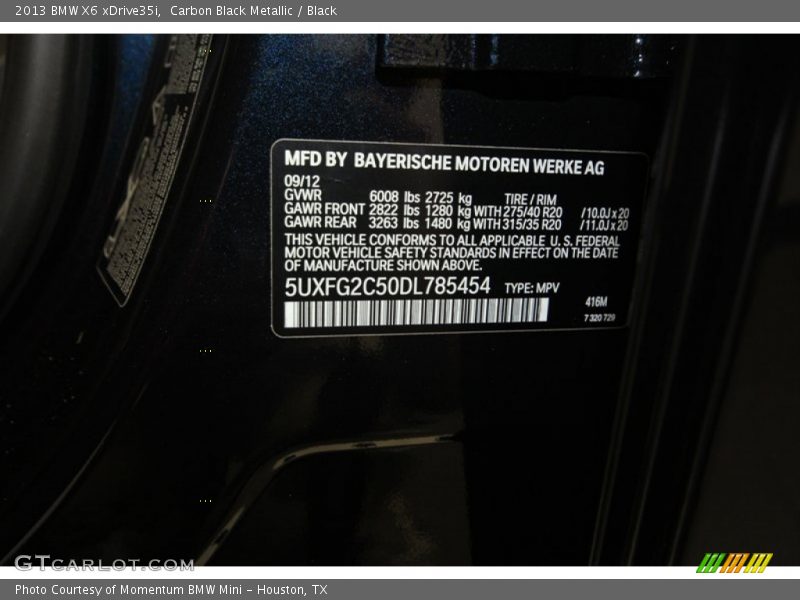 2013 BMW X6 xDrive35i, Carbon Black Metallic / Black
MFD BY BAYERISCHE MOTOREN WERKE AG
09/12
GVWR 6008 lbs 2725 kg TIRE / RIM
GAWR FRONT 2822 lbs 1280 kg WITH 275/40 R20 /10.0J x 20
GAWR REAR 3263 lbs 1480 kg WITH 315/35 R20 /11.0J x 20
THIS VEHICLE CONFORMS TO ALL APPLICABLE U.S. FEDERAL
MOTOR VEHICLE SAFETY STANDARDS IN EFFECT ON THE DATE
OF MANUFACTURE SHOWN ABOVE.
5UXFG2C50DL785454 TYPE: MPV
416M
7 320 729
GTCARLOT.COM
Photo Courtesy of Momentum BMW Mini - Houston, TX